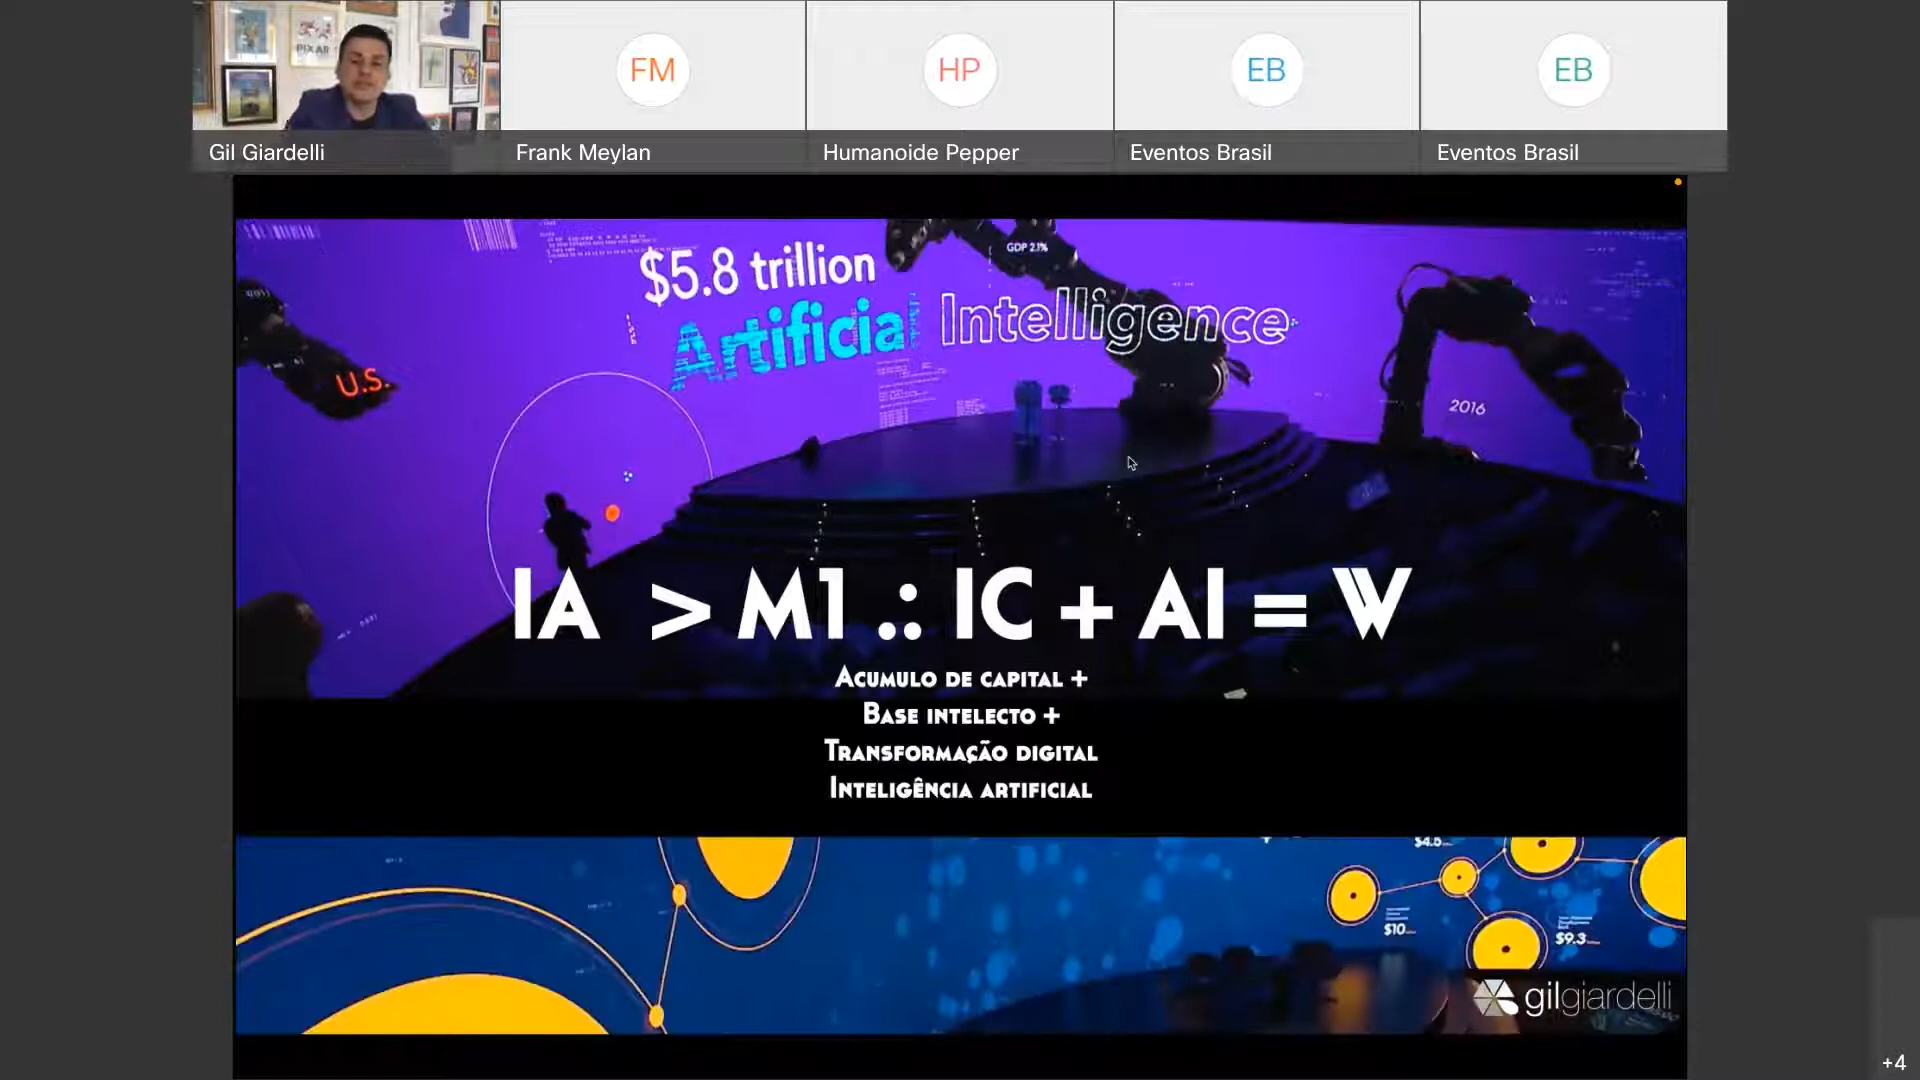 PIXAR
FM
HP
EB
EB
Gil Giardelli
Frank Meylan
Humanoide Pepper
Eventos Brasil
Eventos Brasil
$5.8 trillion
GDP 2.1%
Artificial Intelligence
U.S.
2016
IA > M1 .: IC + AI = W
Acumulo de capital +
Base intelecto +
Transformação digital
Inteligência artificial
$10
$9.3
gilgiardelli
+4